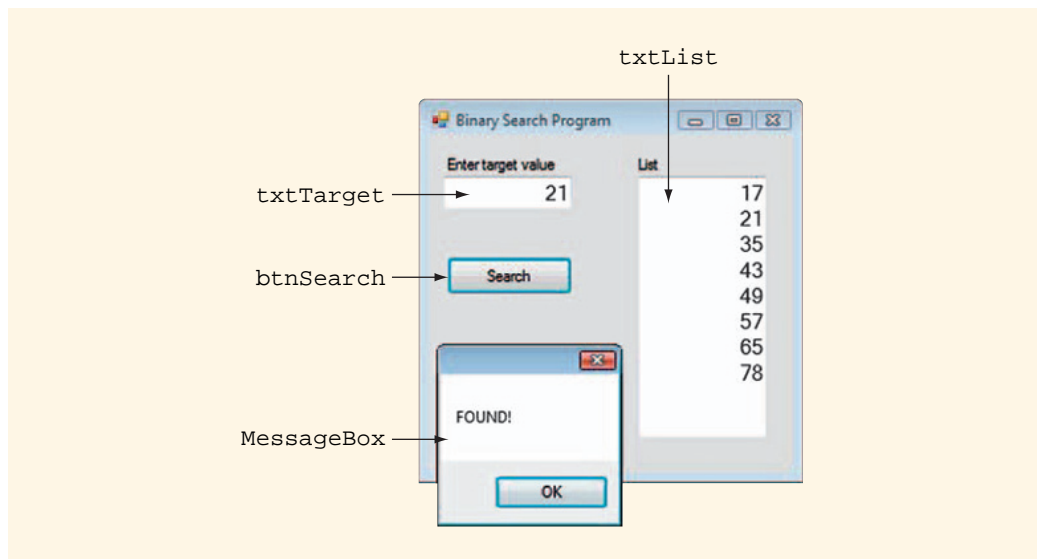 txtList
Binary Search Program
Enter target value
List
txtTarget
21
17
21
35
43
49
57
65
78
btnSearch
Search
FOUND!
MessageBox
OK